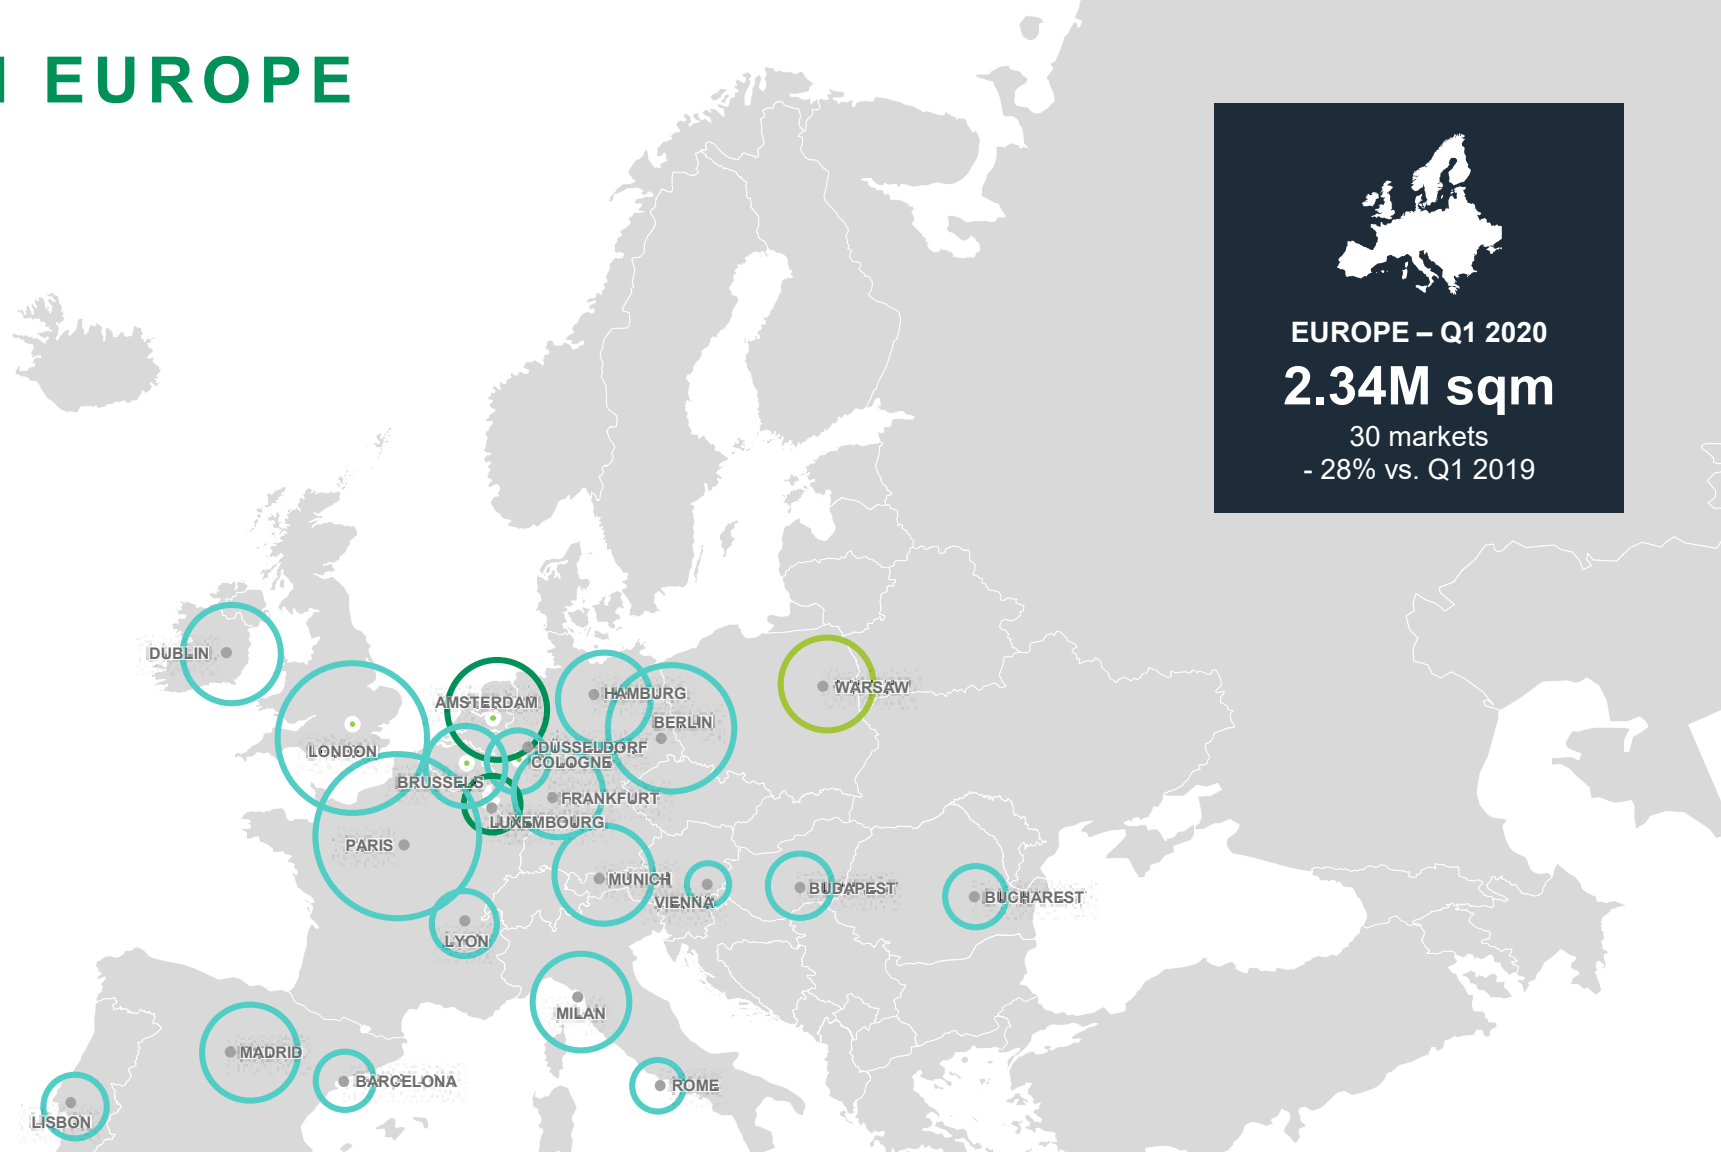 EUROPE
EUROPE – Q1 2020
2.34M sqm
30 markets
- 28% vs. Q1 2019
DUBLIN
HAMBURG
WARSAW
AMSTERDAM
BERLIN
LONDON
DÜSSELDORF
COLOGNE
BRUSSELS
FRANKFURT
LUXEMBOURG
PARIS
MUNICH
BUDAPEST
BUCHAREST
VIENNA
LYON
MILAN
MADRID
BARCELONA
ROME
LISBON